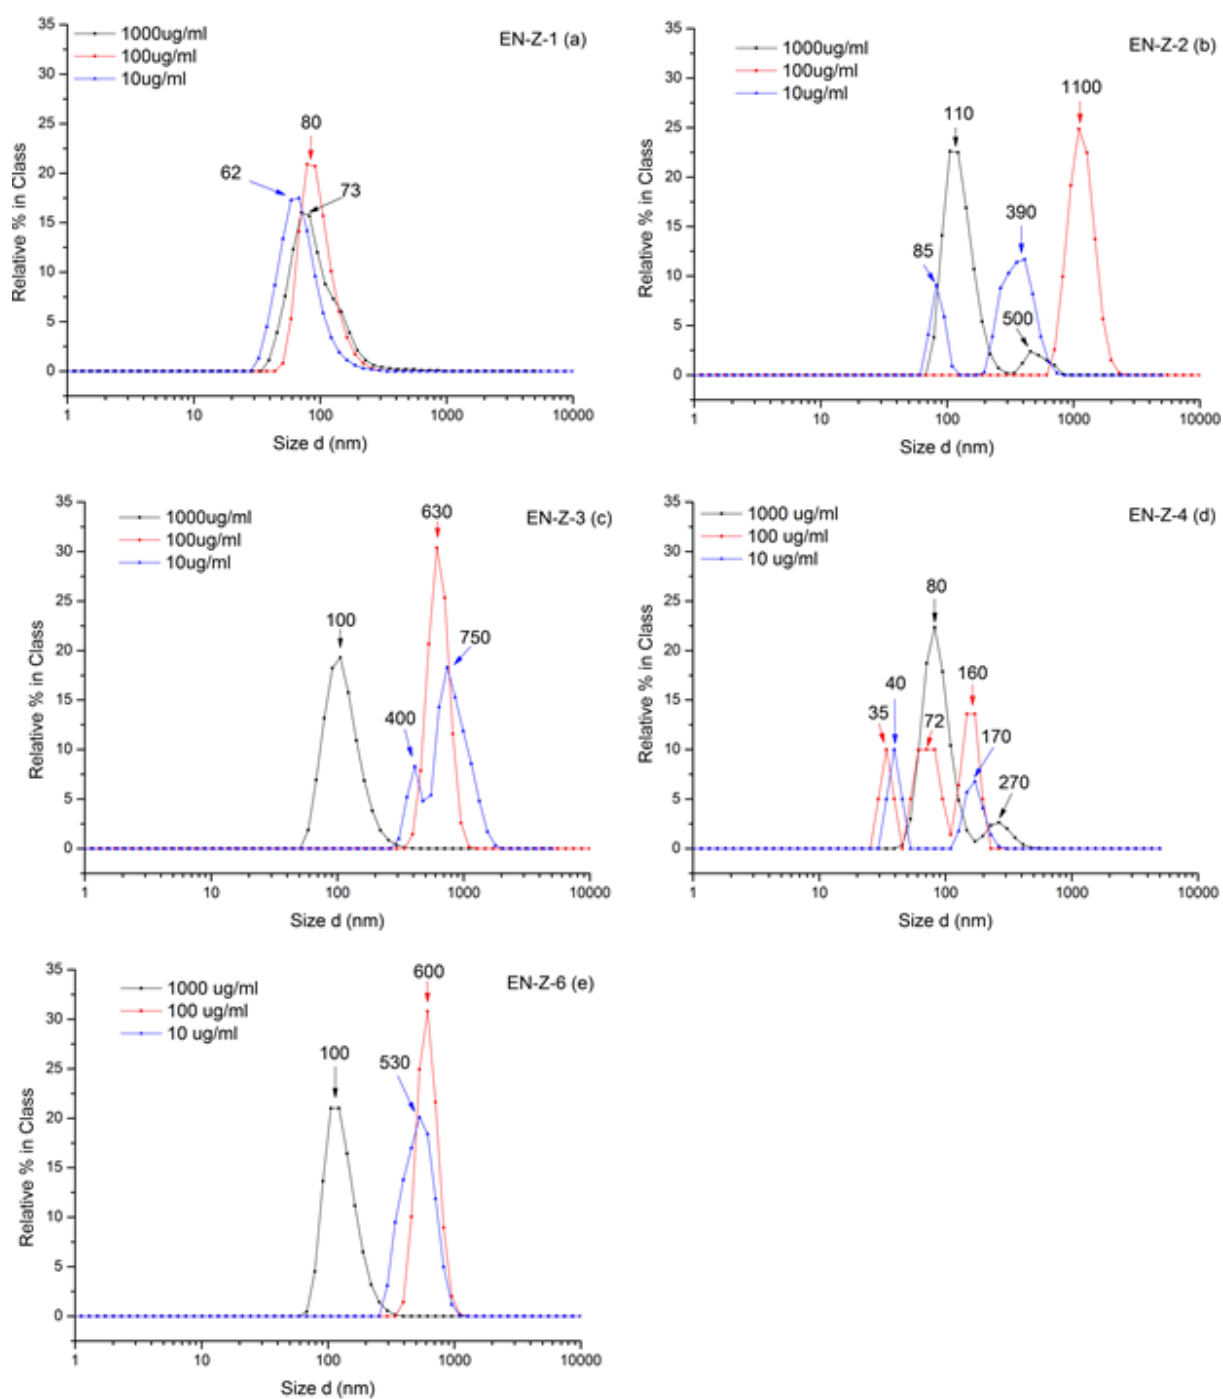 EN-Z-1 (a)
1000ug/ml
100ug/ml
10ug/ml
80
62
73
Relative % in Class
35
30
25
20
15
10
5
0
1
10
100
1000
10000
Size d (nm)
EN-Z-2 (b)
1000ug/ml
100ug/ml
10ug/ml
110
1100
85
390
500
Relative % in Class
35
30
25
20
15
10
5
0
1
10
100
1000
10000
Size d (nm)
EN-Z-3 (c)
1000ug/ml
100ug/ml
10ug/ml
630
100
750
400
Relative % in Class
35
30
25
20
15
10
5
0
1
10
100
1000
10000
Size d (nm)
EN-Z-4 (d)
1000 ug/ml
100 ug/ml
10 ug/ml
80
40
160
35
72
170
270
Relative % in Class
35
30
25
20
15
10
5
0
1
10
100
1000
10000
Size d (nm)
EN-Z-6 (e)
1000 ug/ml
100 ug/ml
10 ug/ml
600
100
530
Relative % in Class
35
30
25
20
15
10
5
0
1
10
100
1000
10000
Size d (nm)